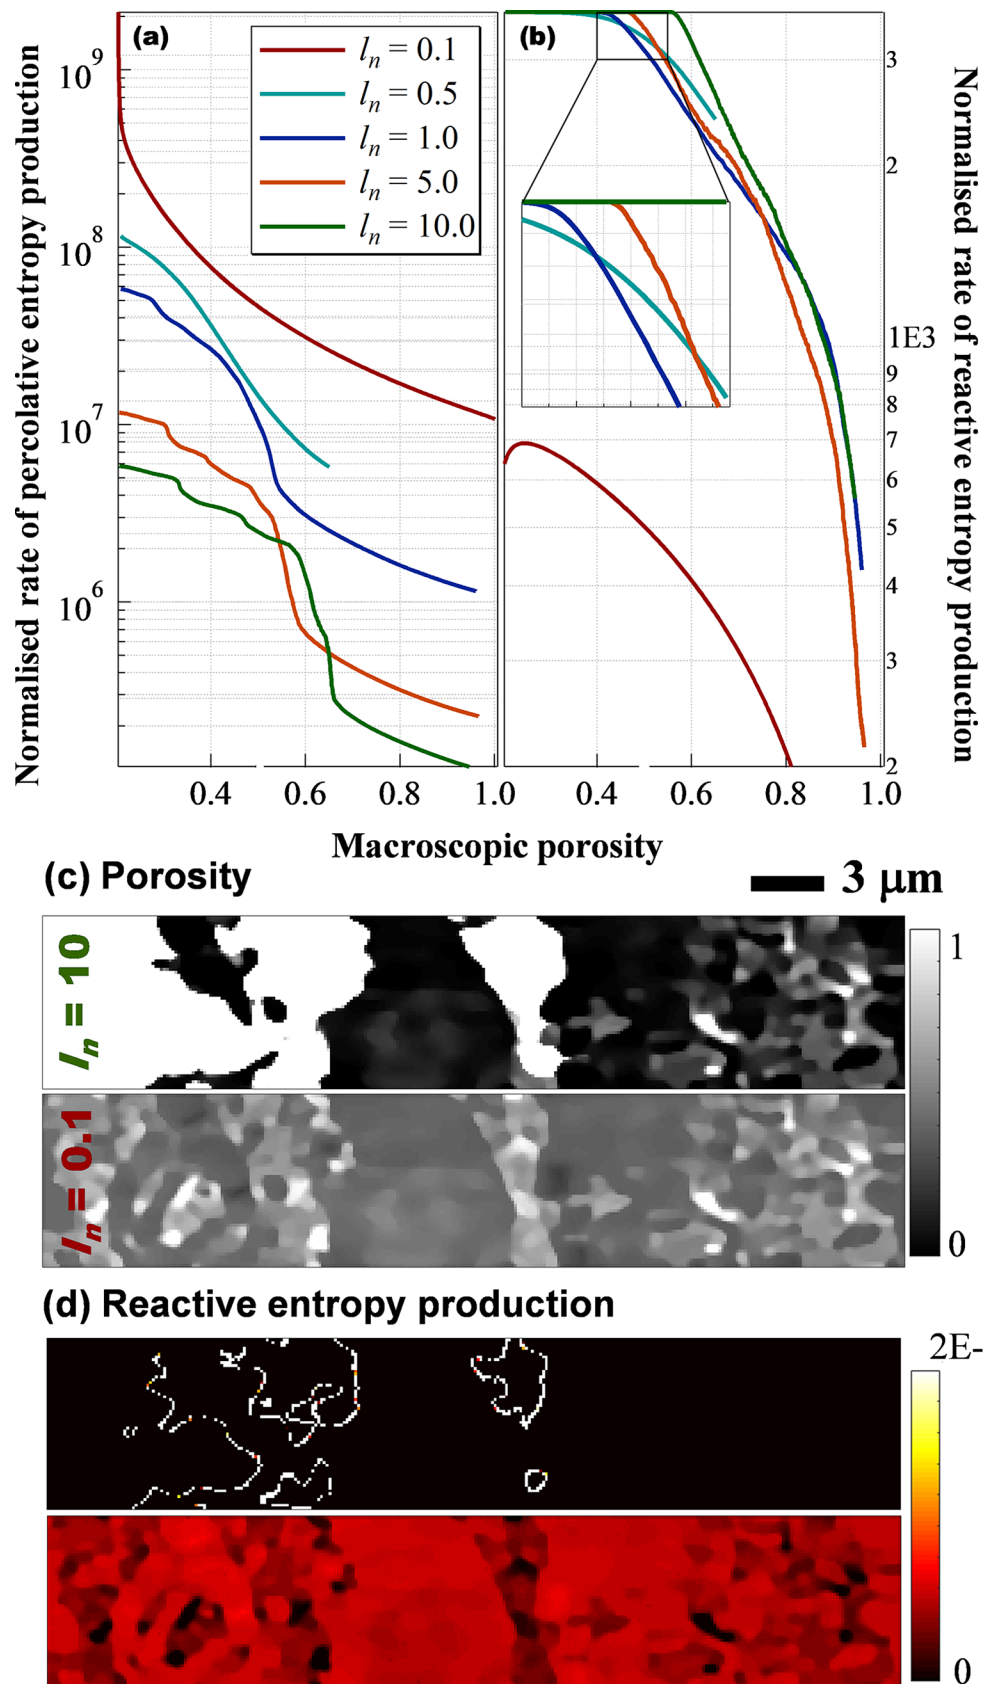 (a)
l_n = 0.1
l_n = 0.5
l_n = 1.0
l_n = 5.0
l_n = 10.0
Normalised rate of percolative entropy production
10^9
10^8
10^7
10^6
0.4
0.6
0.8
1.0
(b)
Normalised rate of reactive entropy production
3
2
1E3
9
8
7
6
5
4
3
2
0.4
0.6
0.8
1.0
Macroscopic porosity
(c) Porosity
3 μm
l_n = 10
l_n = 0.1
1
0
(d) Reactive entropy production
2E-
0